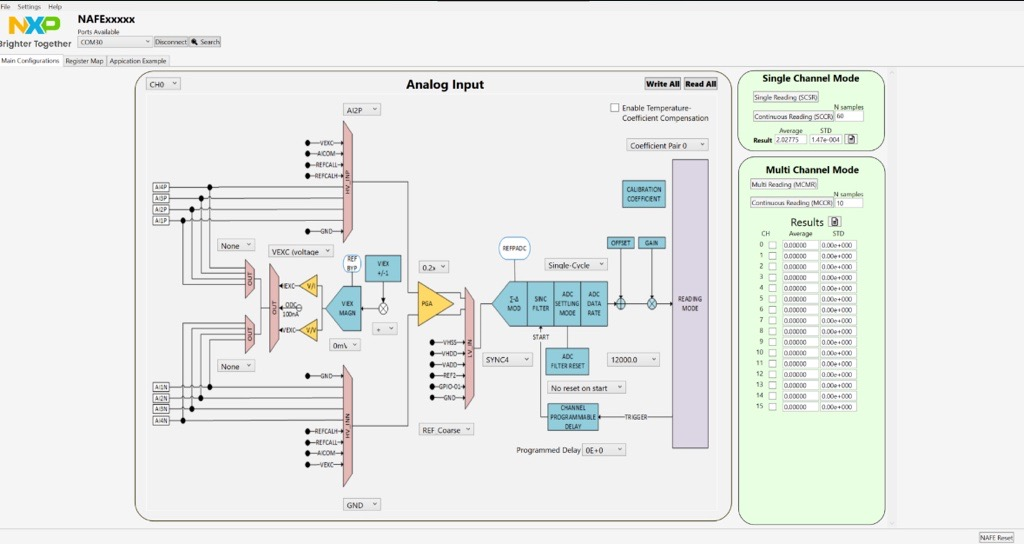 File Settings Help
NXP
Brighter Together
NAFExxxxx
Ports Available
COM30 Disconnect Search
Main Configurations Register Map Appication Example
CH0
Analog Input
Write All Read All
AI2P
Enable Temperature-
Coefficient Compensation
Coefficient Pair 0
VEXC
AICOM
REFCALL
REFCALH
HV_INP
GND
AI4P
AI3P
AI2P
AI1P
CALIBRATION
COEFFICIENT
None
VEXC (voltage
REF
BYP
VIEX
+/-1
0.2x
REFPADC
Single-Cycle
OFFSET GAIN
OUT
OUT
IEXC
V/I
ODC
100nA
VEXC
V/V
VIEX
MAGN
PGA
Σ-Δ
MOD
SINC
FILTER
ADC
SETTLING
MODE
ADC
DATA
RATE
READING
MODE
OUT
+
0mV
None
VHSS
VHDD
VADD
REF2
GPIO-01
GND
LV_IN
SYNC4
START
ADC
FILTER RESET
12000.0
No reset on start
AI1N
AI2N
AI3N
AI4N
GND
REFCALH
REFCALL
AICOM
VEXC
HV_INN
REF_Coarse
CHANNEL
PROGRAMMABLE
DELAY
TRIGGER
Programmed Delay 0E+0
GND
Single Channel Mode
Single Reading (SCSR)
N samples
Continuous Reading (SCCR) 60
Average STD
Result 2.02775 1.47e-004
Multi Channel Mode
Multi Reading (MCMR)
N samples
Continuous Reading (MCCR) 10
Results
CH Average STD
0 0.00000 0.00e+000
1 0.00000 0.00e+000
2 0.00000 0.00e+000
3 0.00000 0.00e+000
4 0.00000 0.00e+000
5 0.00000 0.00e+000
6 0.00000 0.00e+000
7 0.00000 0.00e+000
8 0.00000 0.00e+000
9 0.00000 0.00e+000
10 0.00000 0.00e+000
11 0.00000 0.00e+000
12 0.00000 0.00e+000
13 0.00000 0.00e+000
14 0.00000 0.00e+000
15 0.00000 0.00e+000
NAFE Reset